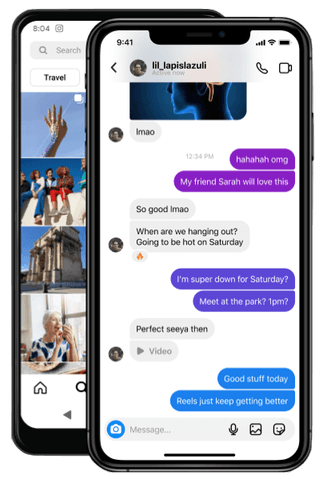 8:04
Search
Travel
9:41
lil_lapislazuli
Active now
lmao
12:34 PM
hahahah omg
My friend Sarah will love this
So good lmao
When are we hanging out?
Going to be hot on Saturday
I'm super down for Saturday?
Meet at the park? 1pm?
Perfect seeya then
Video
Good stuff today
Reels just keep getting better
Message...